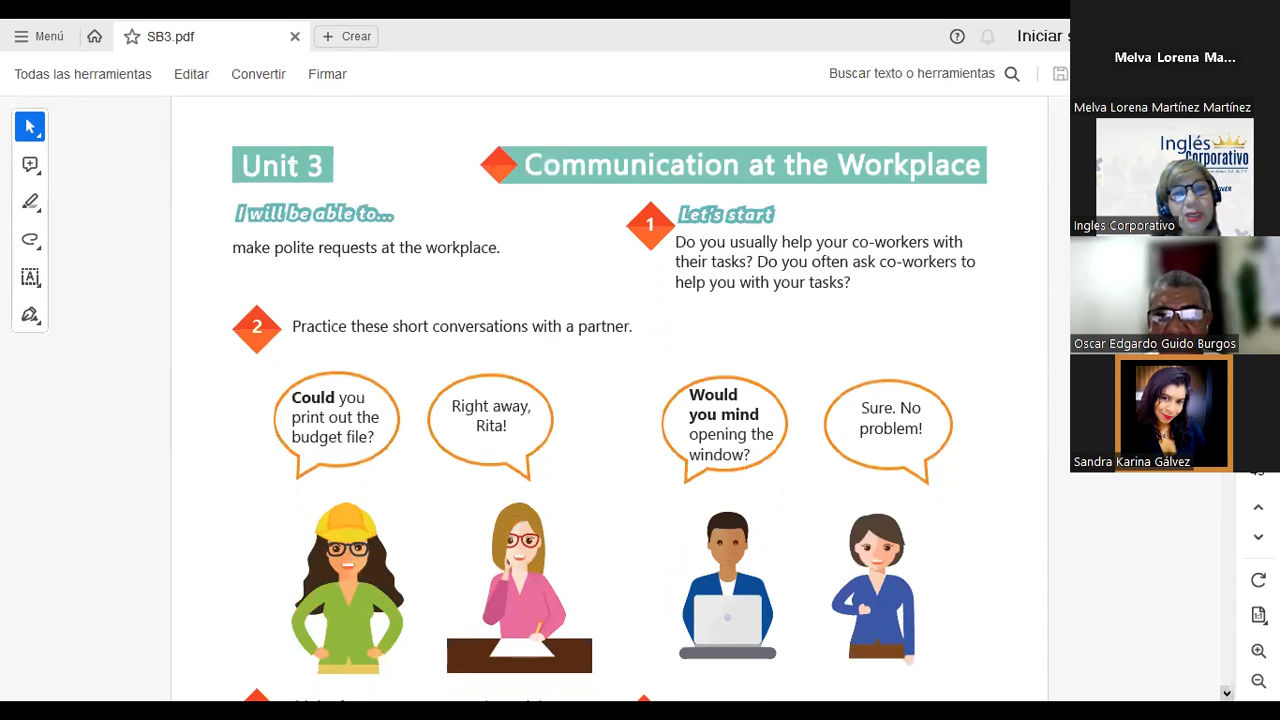 Menú
SB3.pdf
Crear
Iniciar s
Todas las herramientas
Editar
Convertir
Firmar
Buscar texto o herramientas
Unit 3
Communication at the Workplace
I will be able to...
make polite requests at the workplace.
1
Let's start
Do you usually help your co-workers with
their tasks? Do you often ask co-workers to
help you with your tasks?
2
Practice these short conversations with a partner.
Could you
print out the
budget file?
Right away,
Rita!
Would
you mind
opening the
window?
Sure. No
problem!
Melva Lorena Ma...
Melva Lorena Martínez Martínez
Inglés
Corporativo
Ingles Corporativo
Oscar Edgardo Guido Burgos
Sandra Karina Gálvez